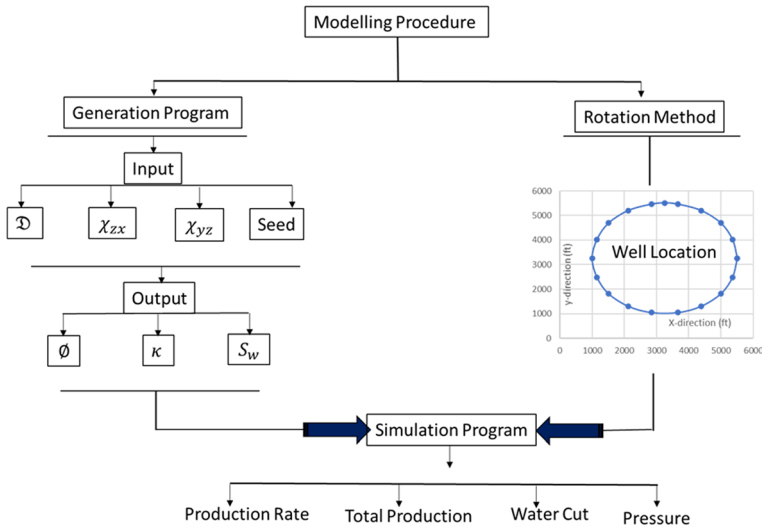 Modelling Procedure
Generation Program
Rotation Method
Input
𝔇
χzx
χyz
Seed
Output
Ø
κ
Sw
6000
5000
4000
3000
2000
1000
0
y-direction (ft)
Well Location
X-direction (ft)
0 1000 2000 3000 4000 5000 6000
Simulation Program
Production Rate
Total Production
Water Cut
Pressure